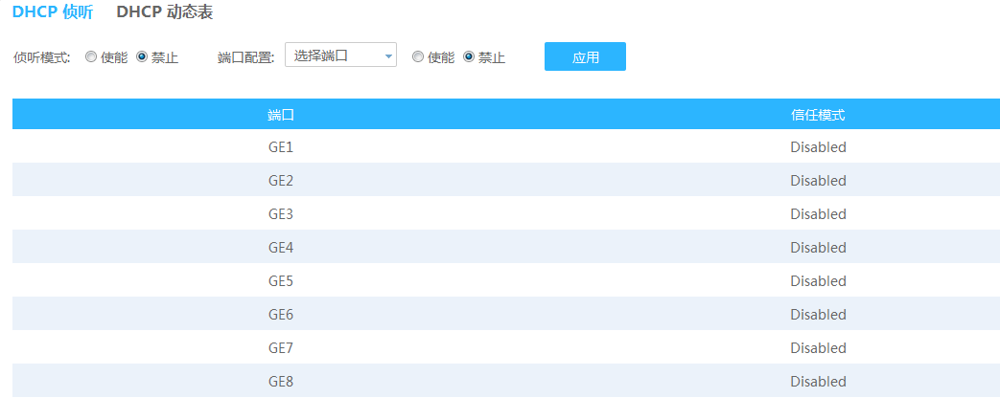 DHCP 侦听 DHCP 动态表
侦听模式: 使能 禁止 端口配置: 选择端口 使能 禁止 应用
端口 信任模式
GE1 Disabled
GE2 Disabled
GE3 Disabled
GE4 Disabled
GE5 Disabled
GE6 Disabled
GE7 Disabled
GE8 Disabled